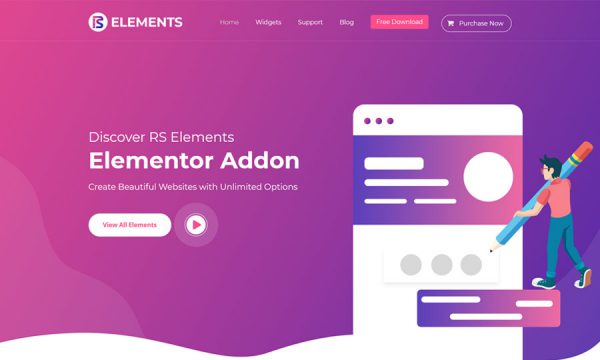 RS ELEMENTS
Home
Widgets
Support
Blog
Free Download
Purchase Now
Discover RS Elements
Elementor Addon
Create Beautiful Websites with Unlimited Options
View All Elements